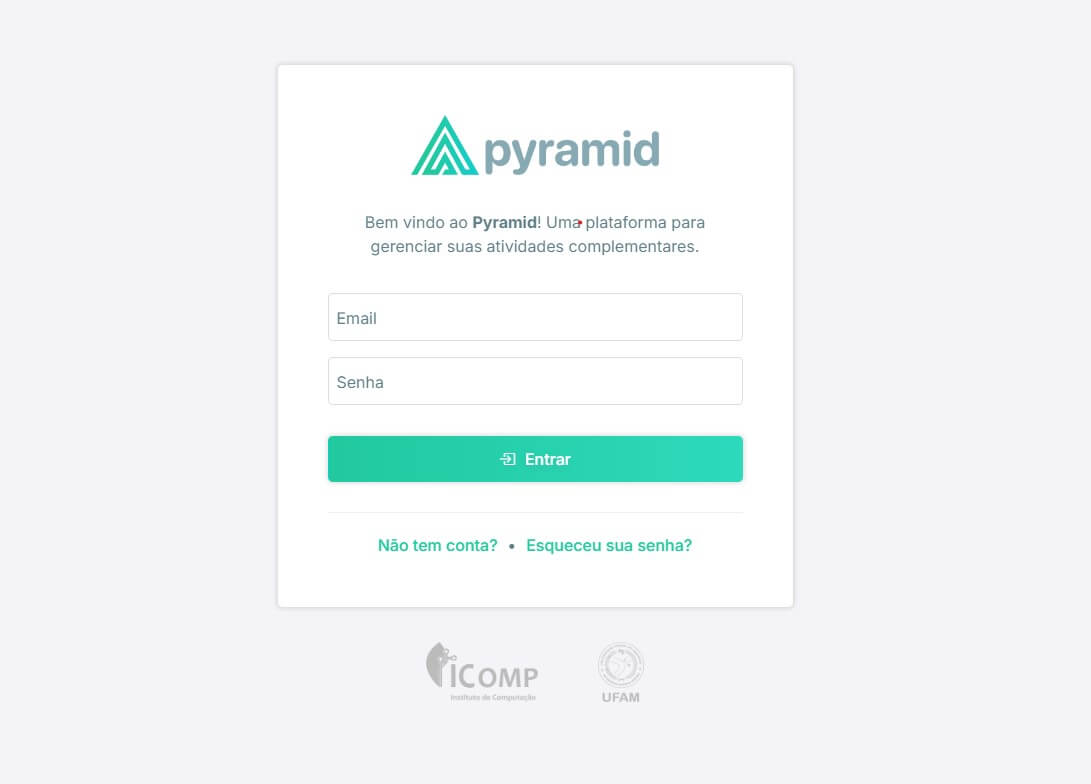 pyramid
Bem vindo ao Pyramid! Uma plataforma para
gerenciar suas atividades complementares.
Email
Senha
Entrar
Não tem conta? • Esqueceu sua senha?
ICOMP
Instituto de Computação
UFAM